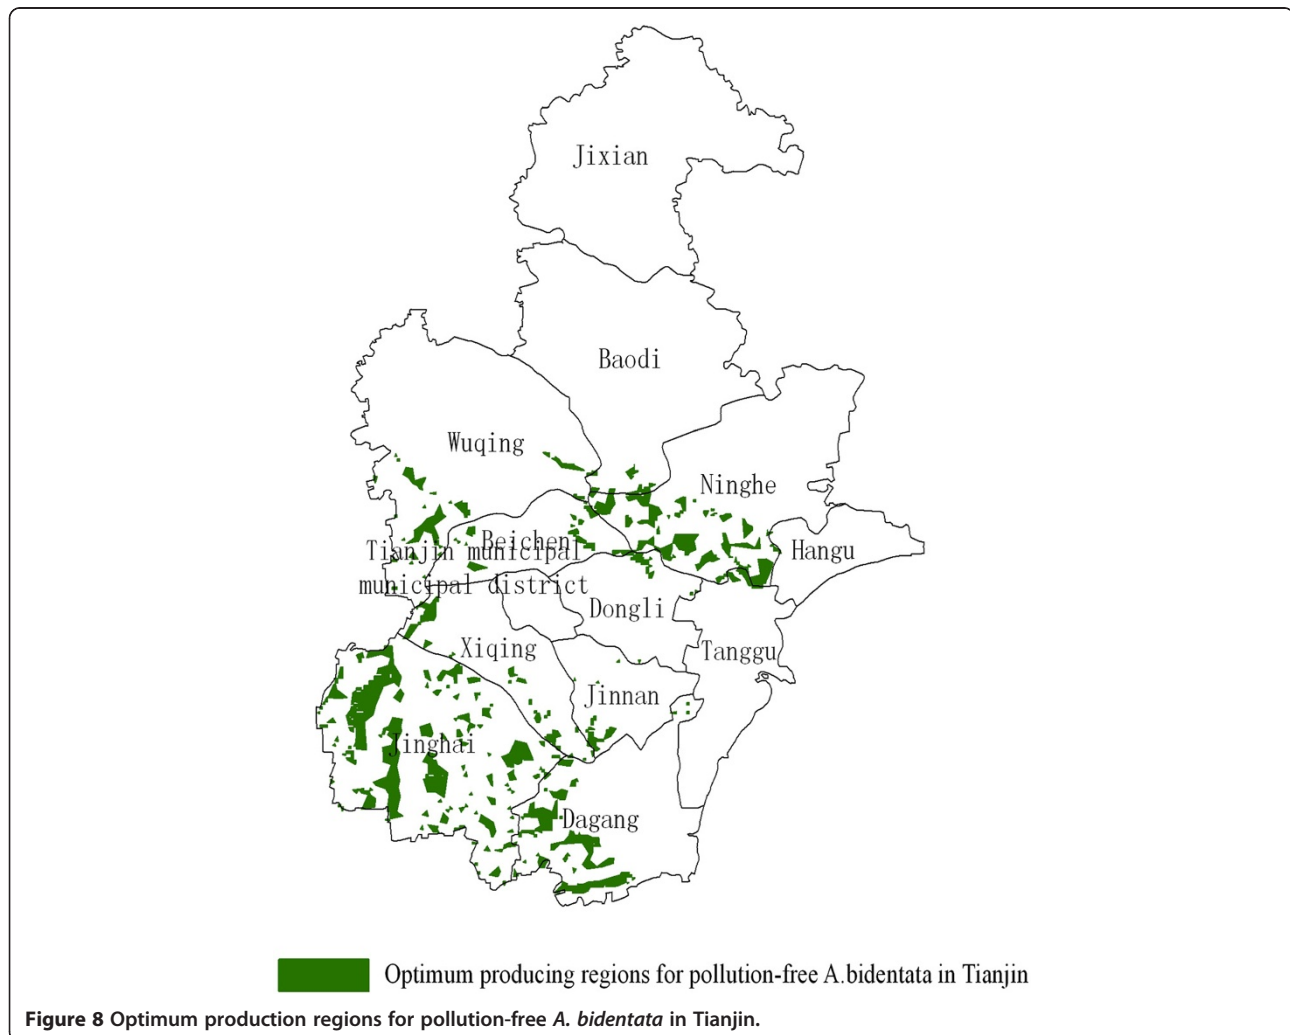 Jixian
Baodi
Wuqing
Ninghe
Beichen
Tianjin municipal
Hangu
municipal district
Dongli
Xiqing
Tanggu
Jinnan
Jinghai
Dagang
Optimum producing regions for pollution-free A.bidentata in Tianjin
Figure 8 Optimum production regions for pollution-free A. bidentata in Tianjin.